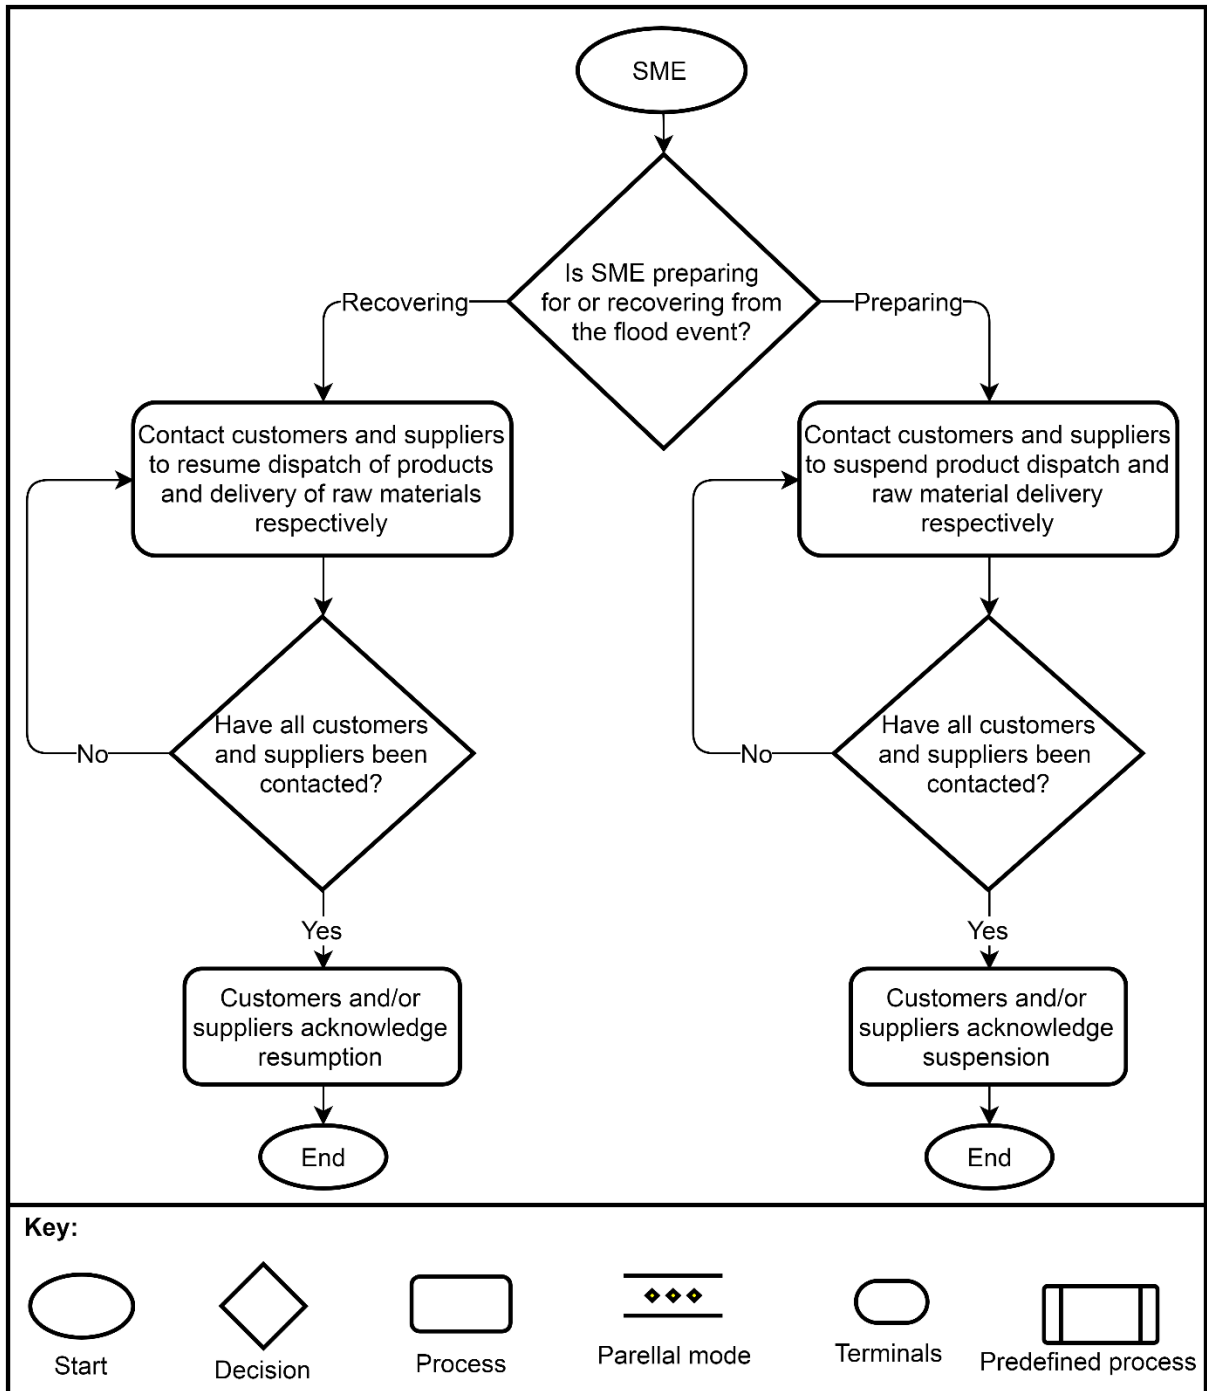 SME
Is SME preparing
for or recovering from
the flood event?
Recovering
Preparing
Contact customers and suppliers
to resume dispatch of products
and delivery of raw materials
respectively
Contact customers and suppliers
to suspend product dispatch and
raw material delivery
respectively
Have all customers
and suppliers been
contacted?
No
Have all customers
and suppliers been
contacted?
No
Yes
Yes
Customers and/or
suppliers acknowledge
resumption
Customers and/or
suppliers acknowledge
suspension
End
End
Key:
Start
Decision
Process
Parellal mode
Terminals
Predefined process